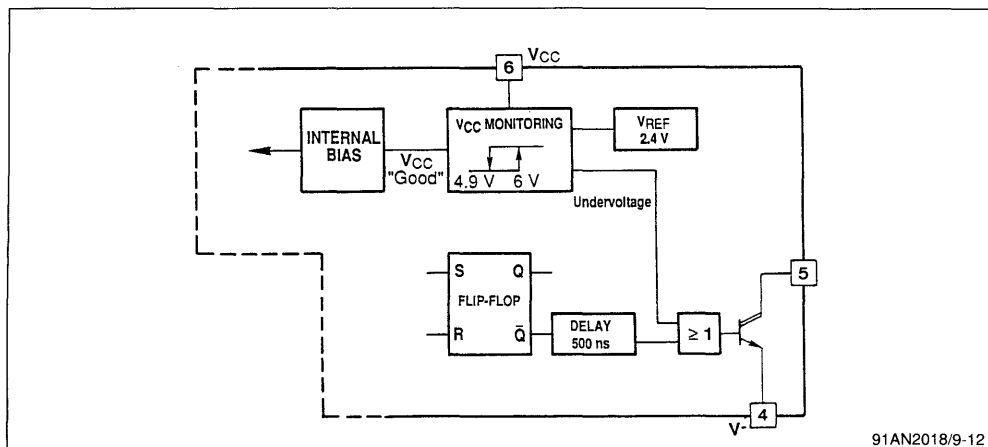 6
VCC
INTERNAL
BIAS
VCC
"Good"
VCC MONITORING
4.9 V 6 V
VREF
2.4 V
Undervoltage
S Q
FLIP-FLOP
R Q̄
DELAY
500 ns
≥ 1
5
V- 4
91AN2018/9-12